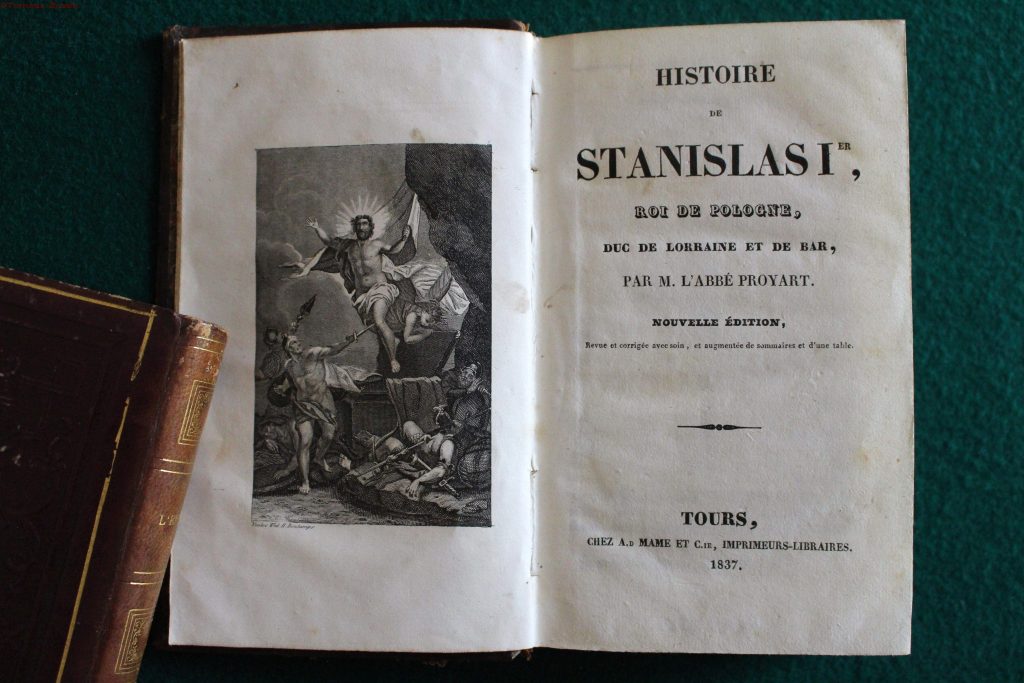 HISTOIRE
DE
STANISLAS I ER,
ROI DE POLOGNE,
DUC DE LORRAINE ET DE BAR,
PAR M. L'ABBÉ PROYART.
NOUVELLE ÉDITION,
Revue et corrigée avec soin, et augmentée de sommaires et d'une table.
TOURS,
CHEZ A.D MAME ET C.IE, IMPRIMEURS-LIBRAIRES.
1837.